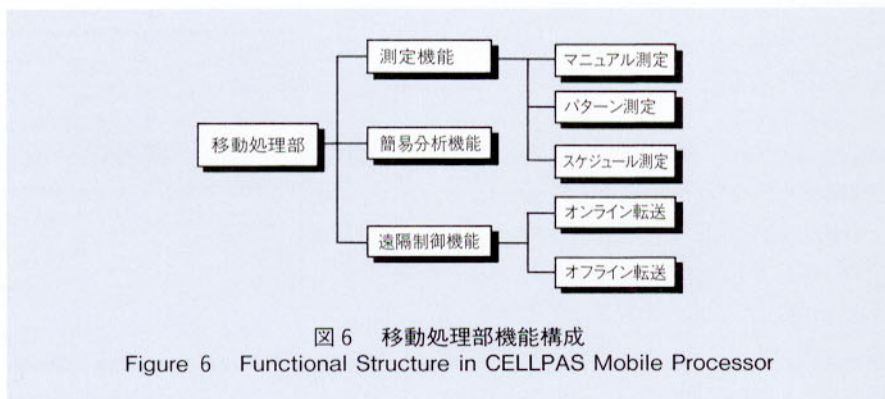 移動処理部
測定機能
簡易分析機能
遠隔制御機能
マニュアル測定
パターン測定
スケジュール測定
オンライン転送
オフライン転送
図6 移動処理部機能構成
Figure 6 Functional Structure in CELLPAS Mobile Processor